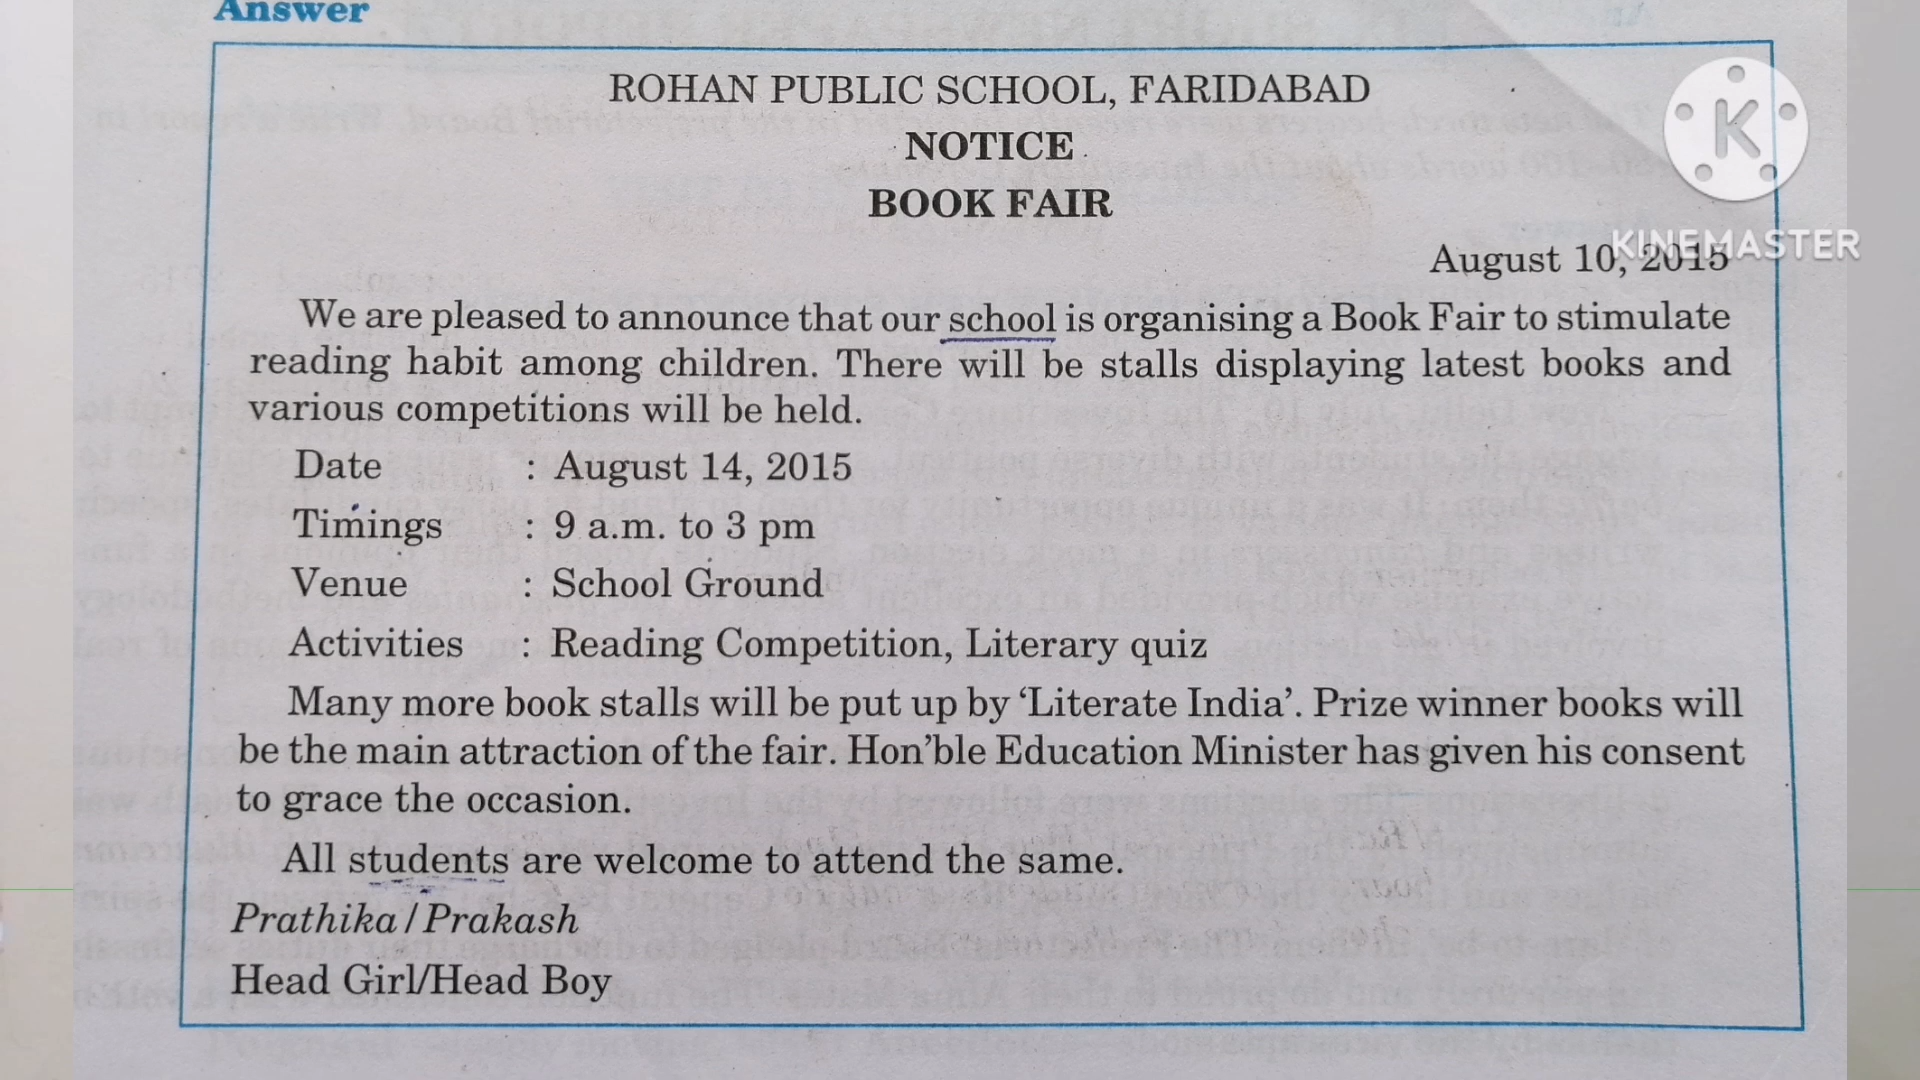 Answer
ROHAN PUBLIC SCHOOL, FARIDABAD
NOTICE
BOOK FAIR
K
KINEMASTER
August 10, 2015
We are pleased to announce that our school is organising a Book Fair to stimulate
reading habit among children. There will be stalls displaying latest books and
various competitions will be held.
Date : August 14, 2015
Timings : 9 a.m. to 3 pm
Venue : School Ground
Activities : Reading Competition, Literary quiz
Many more book stalls will be put up by ‘Literate India’. Prize winner books will
be the main attraction of the fair. Hon’ble Education Minister has given his consent
to grace the occasion.
All students are welcome to attend the same.
Prathika / Prakash
Head Girl/Head Boy